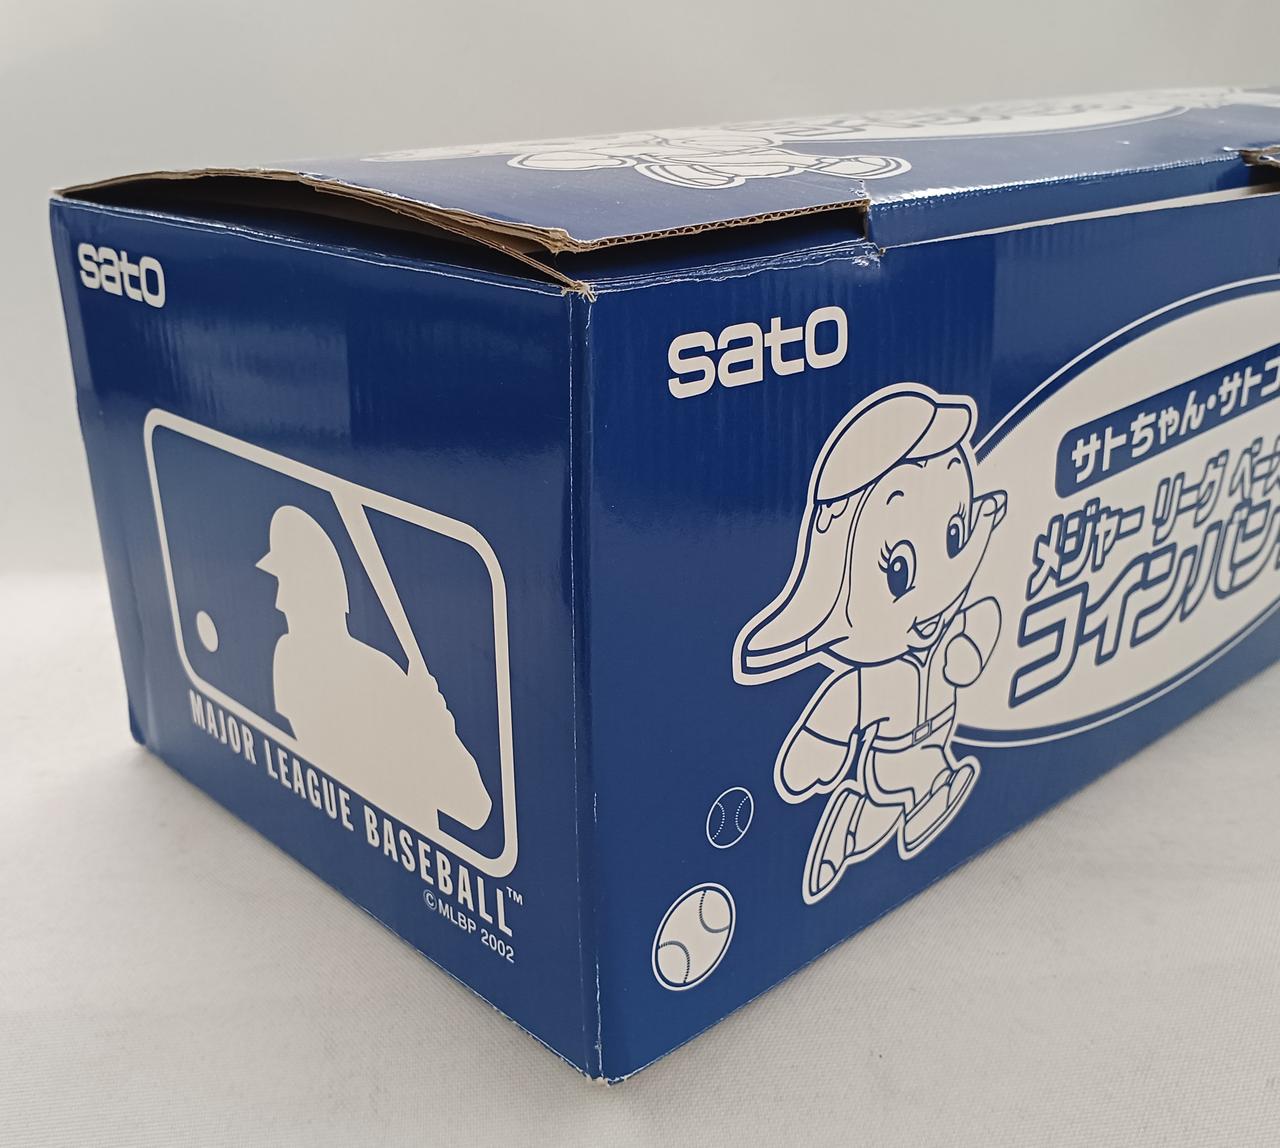 sato
MAJOR LEAGUE BASEBALL™
©MLBP 2002
sato
サトちゃん・サトコ
メジャー リーグ ベー
コインバン